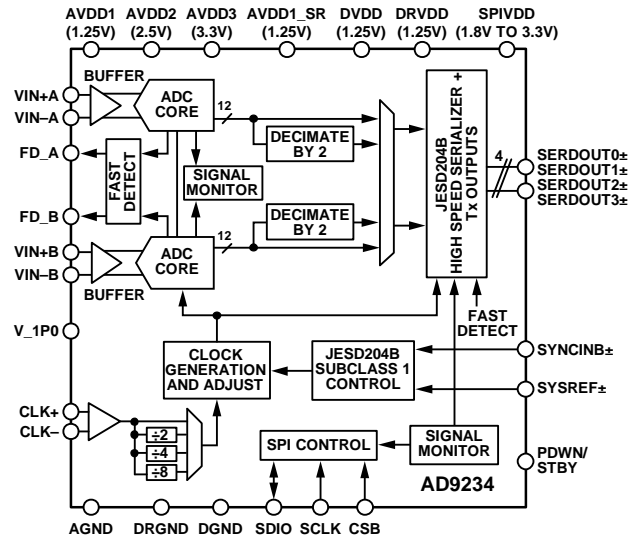 AVDD1 AVDD2 AVDD3 AVDD1_SR DVDD DRVDD SPIVDD
(1.25V) (2.5V) (3.3V) (1.25V) (1.25V) (1.25V) (1.8V TO 3.3V)
BUFFER
VIN+A
VIN–A
ADC
CORE
12
DECIMATE
BY 2
FD_A
FAST
DETECT
SIGNAL
MONITOR
FD_B
VIN+B
VIN–B
BUFFER
ADC
CORE
12
DECIMATE
BY 2
JESD204B
HIGH SPEED SERIALIZER +
Tx OUTPUTS
4
SERDOUT0±
SERDOUT1±
SERDOUT2±
SERDOUT3±
FAST
DETECT
V_1P0
CLOCK
GENERATION
AND ADJUST
JESD204B
SUBCLASS 1
CONTROL
SYNCINB±
SYSREF±
CLK+
CLK–
÷2
÷4
÷8
SPI CONTROL
SIGNAL
MONITOR
PDWN/
STBY
AD9234
AGND DRGND DGND SDIO SCLK CSB